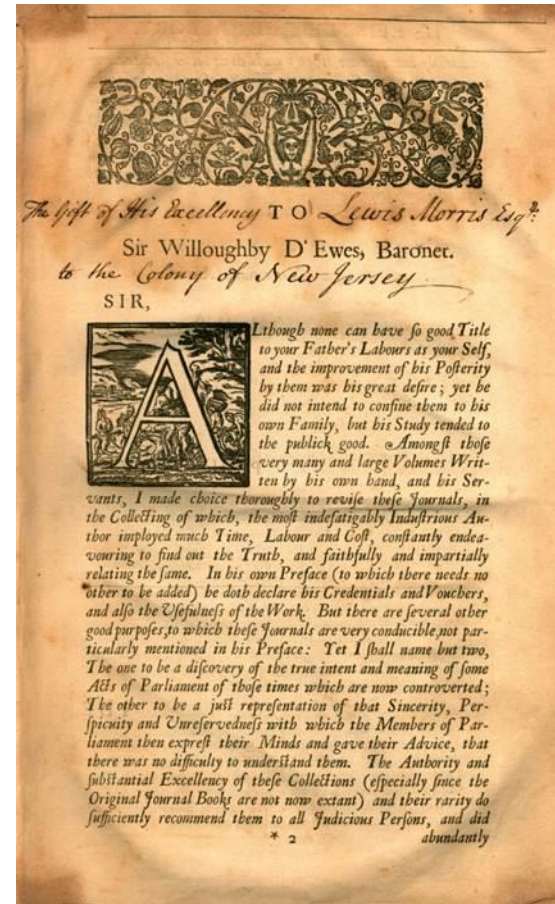 The Gift of His Excellency TO Lewis Morris Esqr.
Sir Willoughby D'Ewes, Baronet.
to the Colony of New Jersey
SIR,
ALthough none can have ſo good Title
to your Father's Labours as your Self,
and the improvement of his Poſterity
by them was his great deſire; yet he
did not intend to confine them to his
own Family, but his Study tended to
the publick good. Amongſt thoſe
very many and large Volumes Writ-
ten by his own hand, and his Ser-
vants, I made choice thoroughly to reviſe theſe Journals, in
the Collecting of which, the moſt indefatigably Induſtrious Au-
thor imployed much Time, Labour and Coſt, conſtantly endea-
vouring to find out the Truth, and faithfully and impartially
relating the ſame. In his own Preface (to which there needs no
other to be added) he doth declare his Credentials and Vouchers,
and alſo the Uſefulneſs of the Work. But there are ſeveral other
good purpoſes, to which theſe Journals are very conducible, not par-
ticularly mentioned in his Preface: Yet I ſhall name but two,
The one to be a diſcovery of the true intent and meaning of ſome
Acts of Parliament of thoſe times which are now controverted;
The other to be a juſt repreſentation of that Sincerity, Per-
ſpicuity and Unreſervedneſs with which the Members of Par-
liament then expreſt their Minds and gave their Advice, that
there was no difficulty to underſtand them. The Authority and
ſubſtantial Excellency of theſe Collections (eſpecially ſince the
Original Journal Books are not now extant) and their rarity do
ſufficiently recommend them to all Judicious Perſons, and did
* 2 abundantly